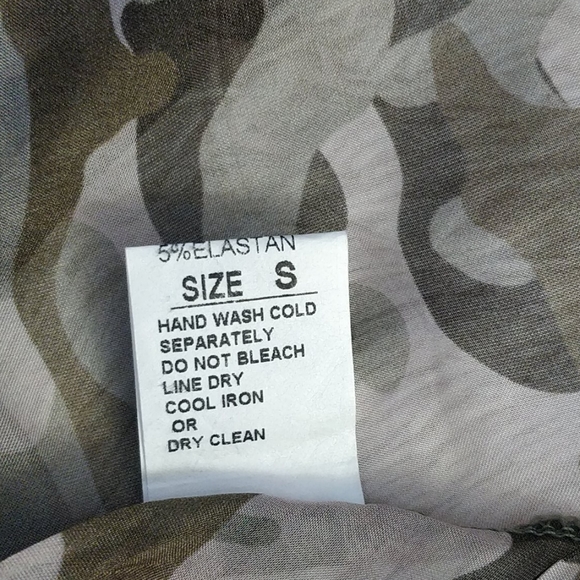 5% ELASTAN
SIZE S
HAND WASH COLD
SEPARATELY
DO NOT BLEACH
LINE DRY
COOL IRON
OR
DRY CLEAN